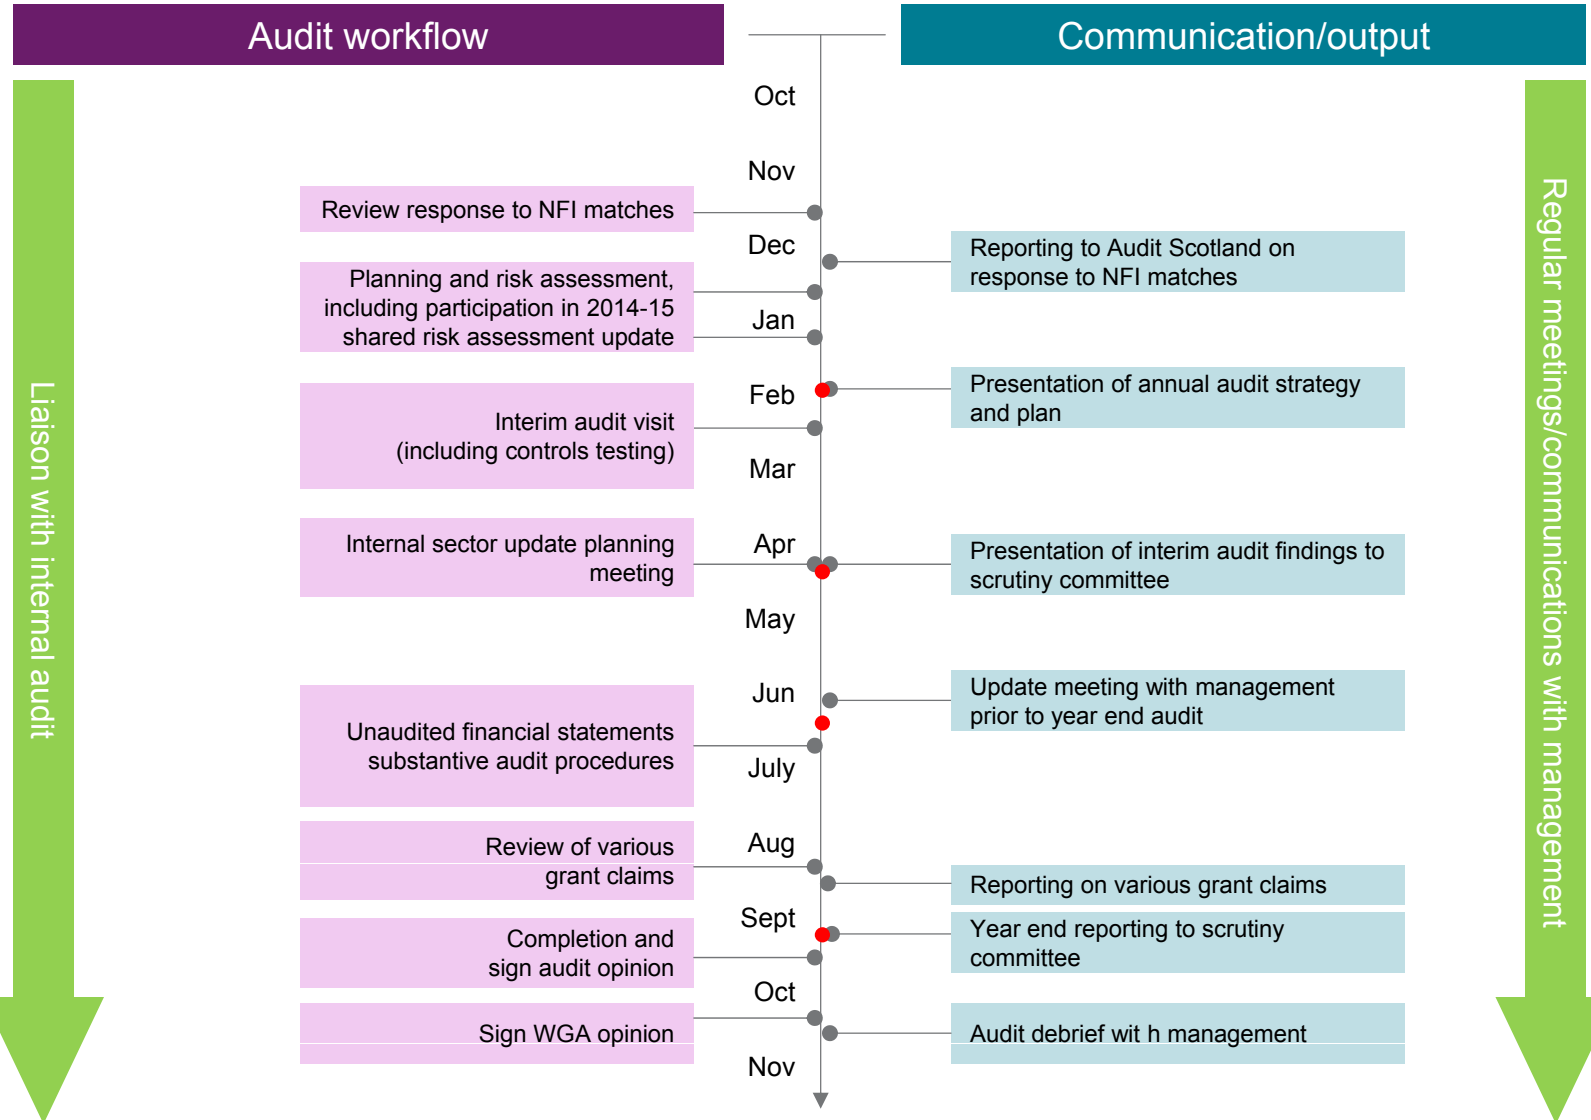 Audit workflow
Communication/output
Liaison with internal audit
Regular meetings/communications with management
Oct
Nov
Review response to NFI matches
Dec
Reporting to Audit Scotland on
response to NFI matches
Planning and risk assessment,
including participation in 2014-15
shared risk assessment update
Jan
Feb
Presentation of annual audit strategy
and plan
Interim audit visit
(including controls testing)
Mar
Internal sector update planning
meeting
Apr
Presentation of interim audit findings to
scrutiny committee
May
Jun
Update meeting with management
prior to year end audit
Unaudited financial statements
substantive audit procedures
July
Aug
Review of various
grant claims
Reporting on various grant claims
Sept
Year end reporting to scrutiny
committee
Completion and
sign audit opinion
Oct
Sign WGA opinion
Audit debrief wit h management
Nov